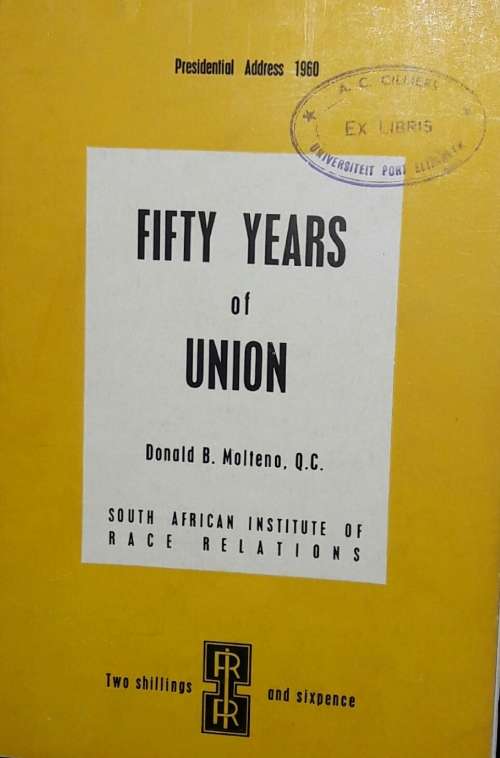 Presidential Address 1960
A. C. CILLIERS
EX LIBRIS
UNIVERSITEIT PORT ELIZABETH
FIFTY YEARS
of
UNION
Donald B. Molteno, Q.C.
SOUTH AFRICAN INSTITUTE OF
RACE RELATIONS
Two shillings and sixpence